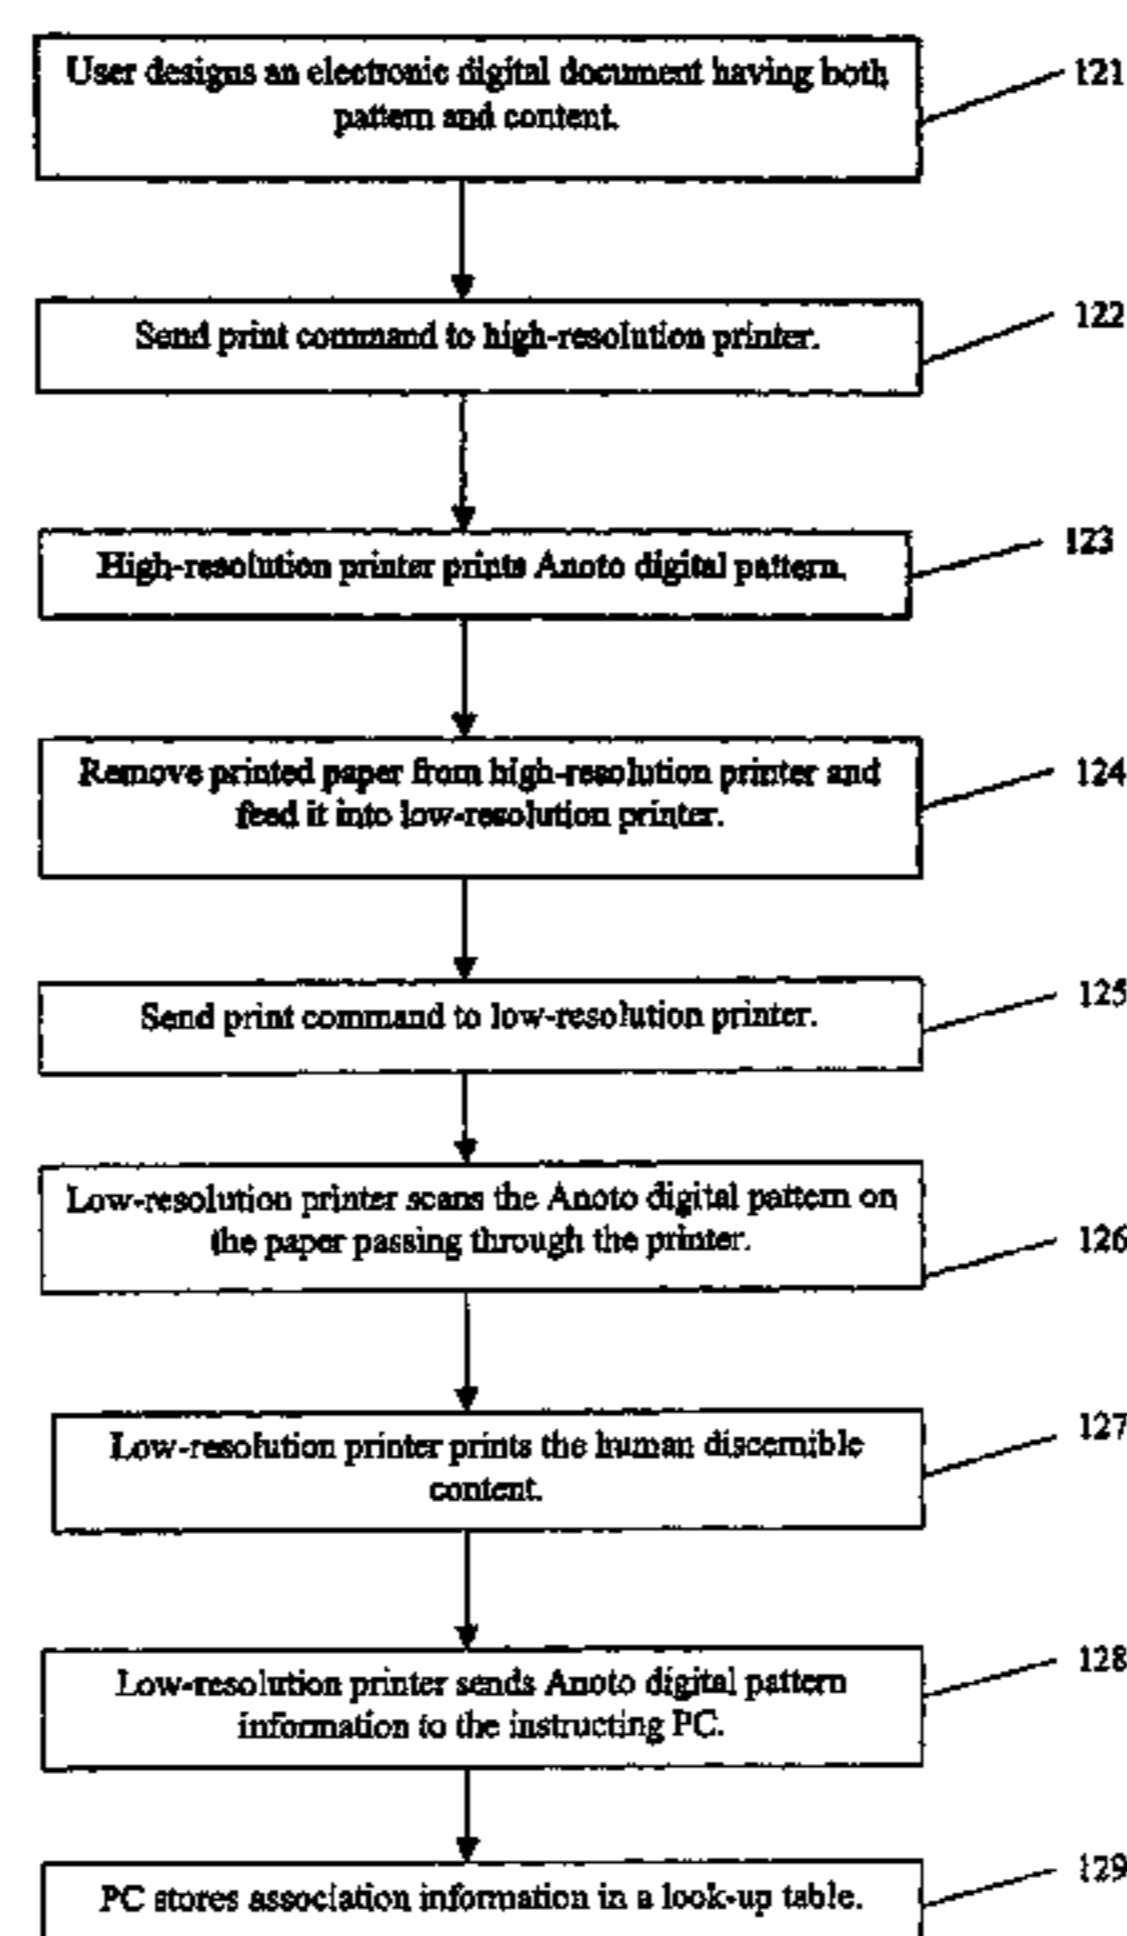 User designs an electronic digital document having both
pattern and content.
121
Send print command to high-resolution printer.
122
High-resolution printer prints Anoto digital pattern.
123
Remove printed paper from high-resolution printer and
feed it into low-resolution printer.
124
Send print command to low-resolution printer.
125
Low-resolution printer scans the Anoto digital pattern on
the paper passing through the printer.
126
Low-resolution printer prints the human discernible
content.
127
Low-resolution printer sends Anoto digital pattern
information to the instructing PC.
128
PC stores association information in a look-up table.
129